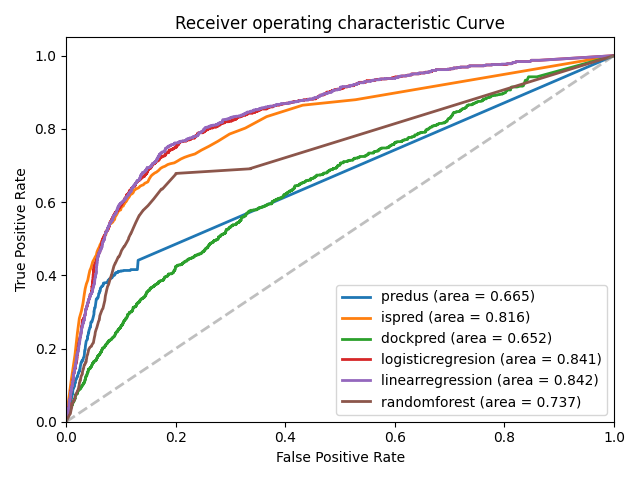 Receiver operating characteristic Curve
True Positive Rate
1.0
0.8
0.6
0.4
0.2
0.0
predus (area = 0.665)
ispred (area = 0.816)
dockpred (area = 0.652)
logisticregresion (area = 0.841)
linearregression (area = 0.842)
randomforest (area = 0.737)
0.0 0.2 0.4 0.6 0.8 1.0
False Positive Rate